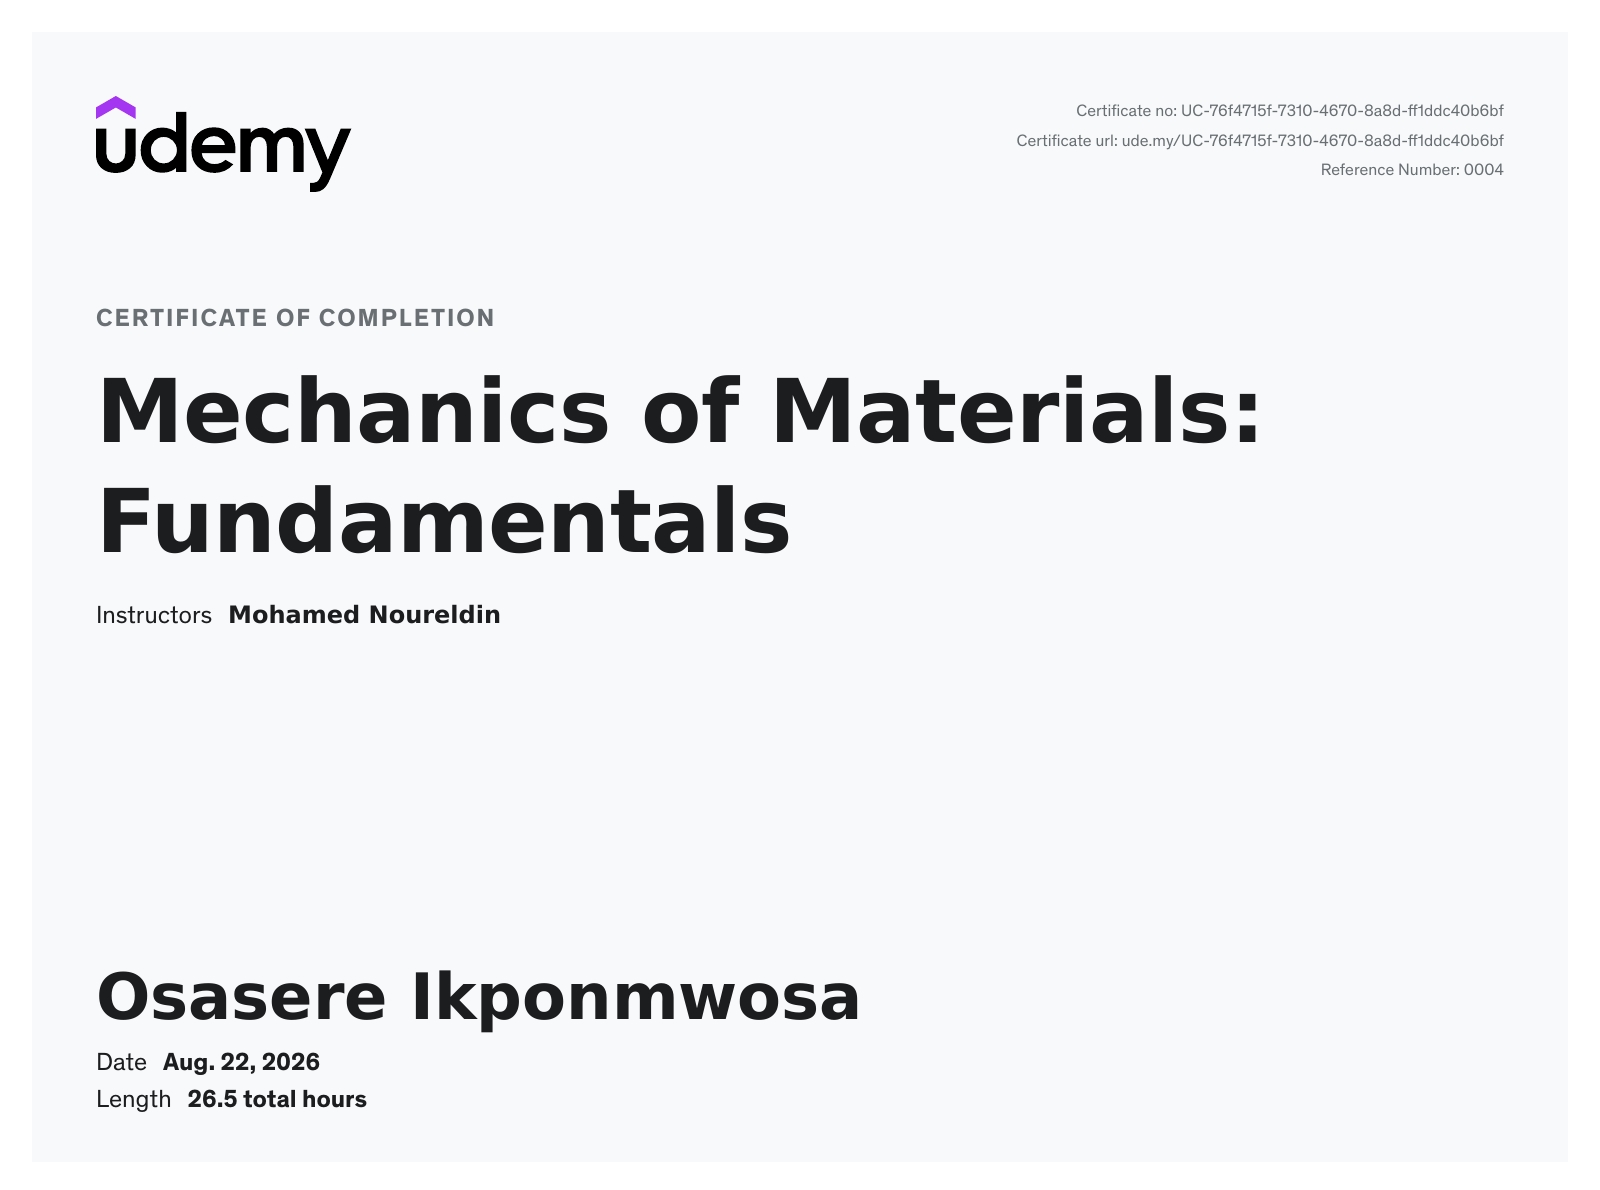 udemy
Certificate no: UC-76f4715f-7310-4670-8a8d-ff1ddc40b6bf
Certificate url: ude.my/UC-76f4715f-7310-4670-8a8d-ff1ddc40b6bf
Reference Number: 0004
CERTIFICATE OF COMPLETION
Mechanics of Materials:
Fundamentals
Instructors Mohamed Noureldin
Osasere Ikponmwosa
Date Aug. 22, 2026
Length 26.5 total hours